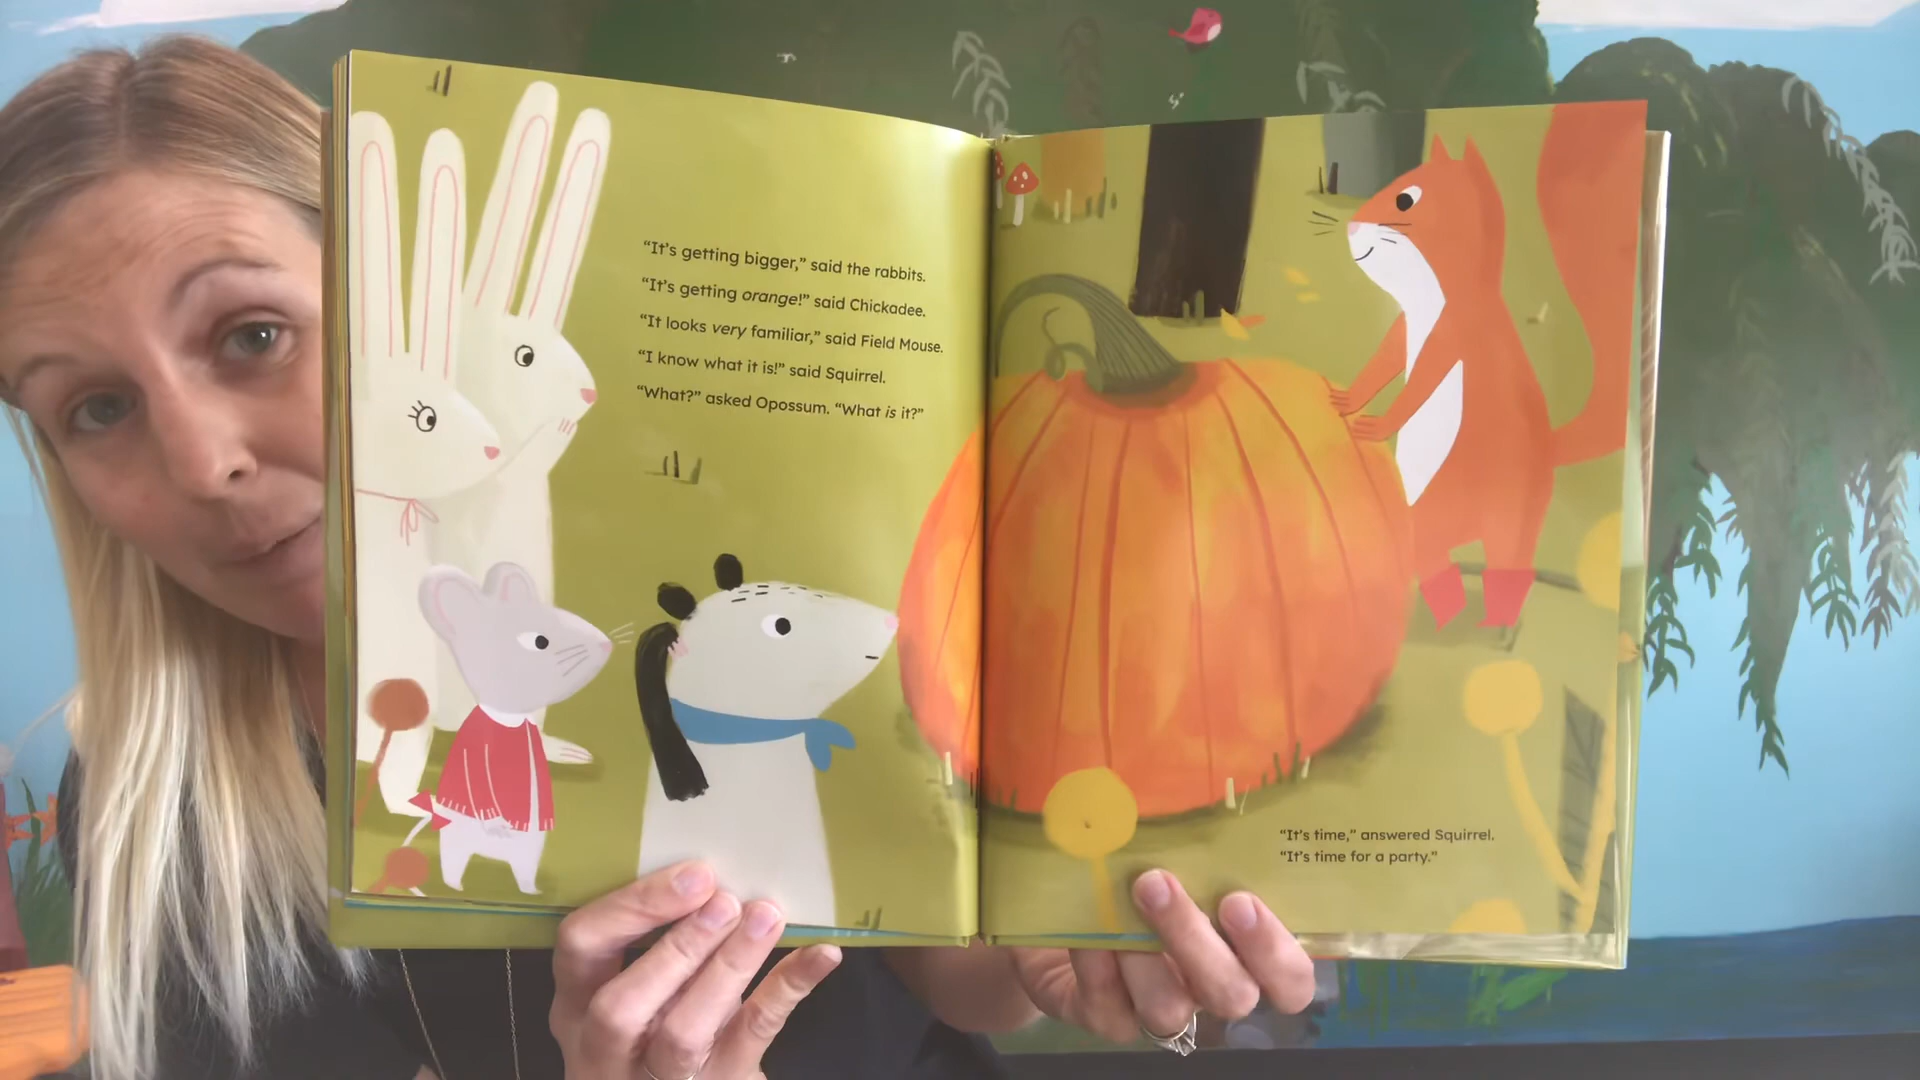 “It’s getting bigger,” said the rabbits.
“It’s getting orange!” said Chickadee.
“It looks very familiar,” said Field Mouse.
“I know what it is!” said Squirrel.
“What?” asked Opossum. “What is it?”
“It’s time,” answered Squirrel.
“It’s time for a party.”